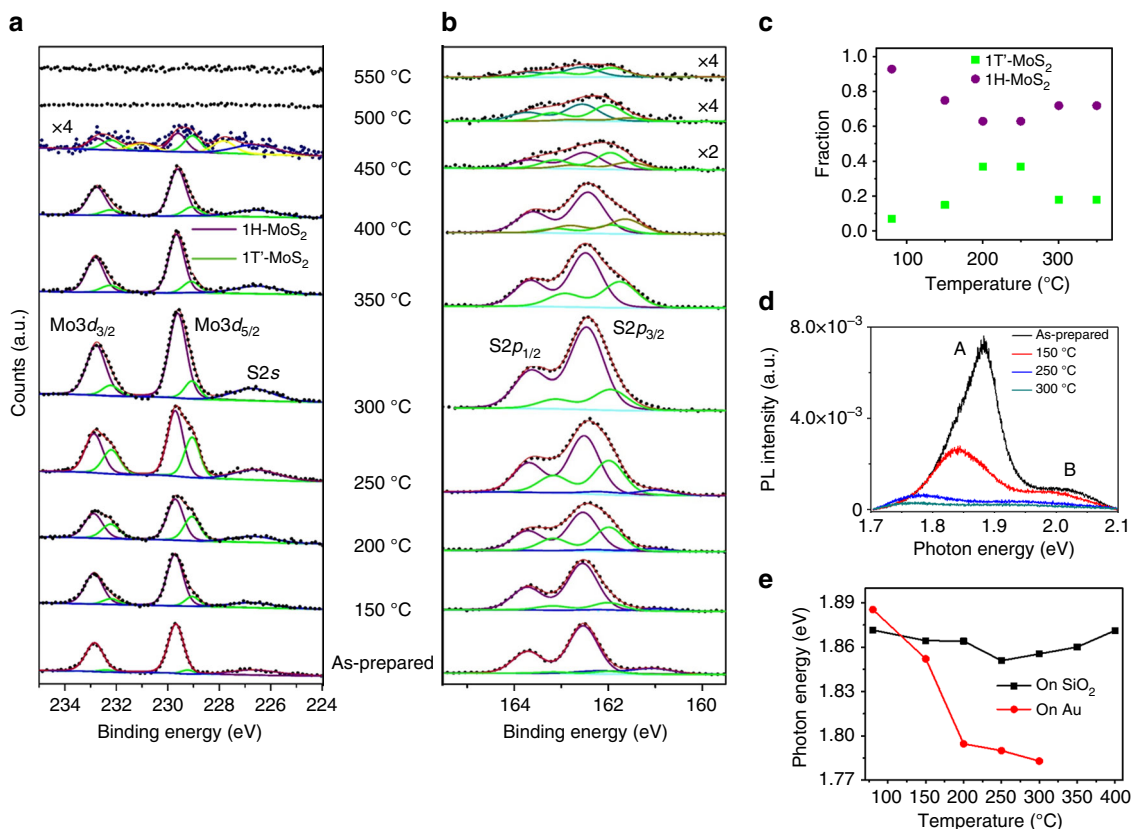 a
550 °C
500 °C
×4
450 °C
400 °C
1H-MoS₂
1T'-MoS₂
350 °C
Mo3d₃/₂
Mo3d₅/₂
S2s
300 °C
250 °C
200 °C
150 °C
As-prepared
Counts (a.u.)
234 232 230 228 226 224
Binding energy (eV)
b
×4
×4
×2
S2p₁/₂
S2p₃/₂
164 162 160
Binding energy (eV)
c
1T'-MoS₂
1H-MoS₂
Fraction
1.0
0.8
0.6
0.4
0.2
0.0
100 200 300
Temperature (°C)
d
8.0×10⁻³
4.0×10⁻³
0
PL intensity (a.u.)
A
B
As-prepared
150 °C
250 °C
300 °C
1.7 1.8 1.9 2.0 2.1
Photon energy (eV)
e
1.89
1.86
1.83
1.80
1.77
Photon energy (eV)
On SiO₂
On Au
100 150 200 250 300 350 400
Temperature (°C)